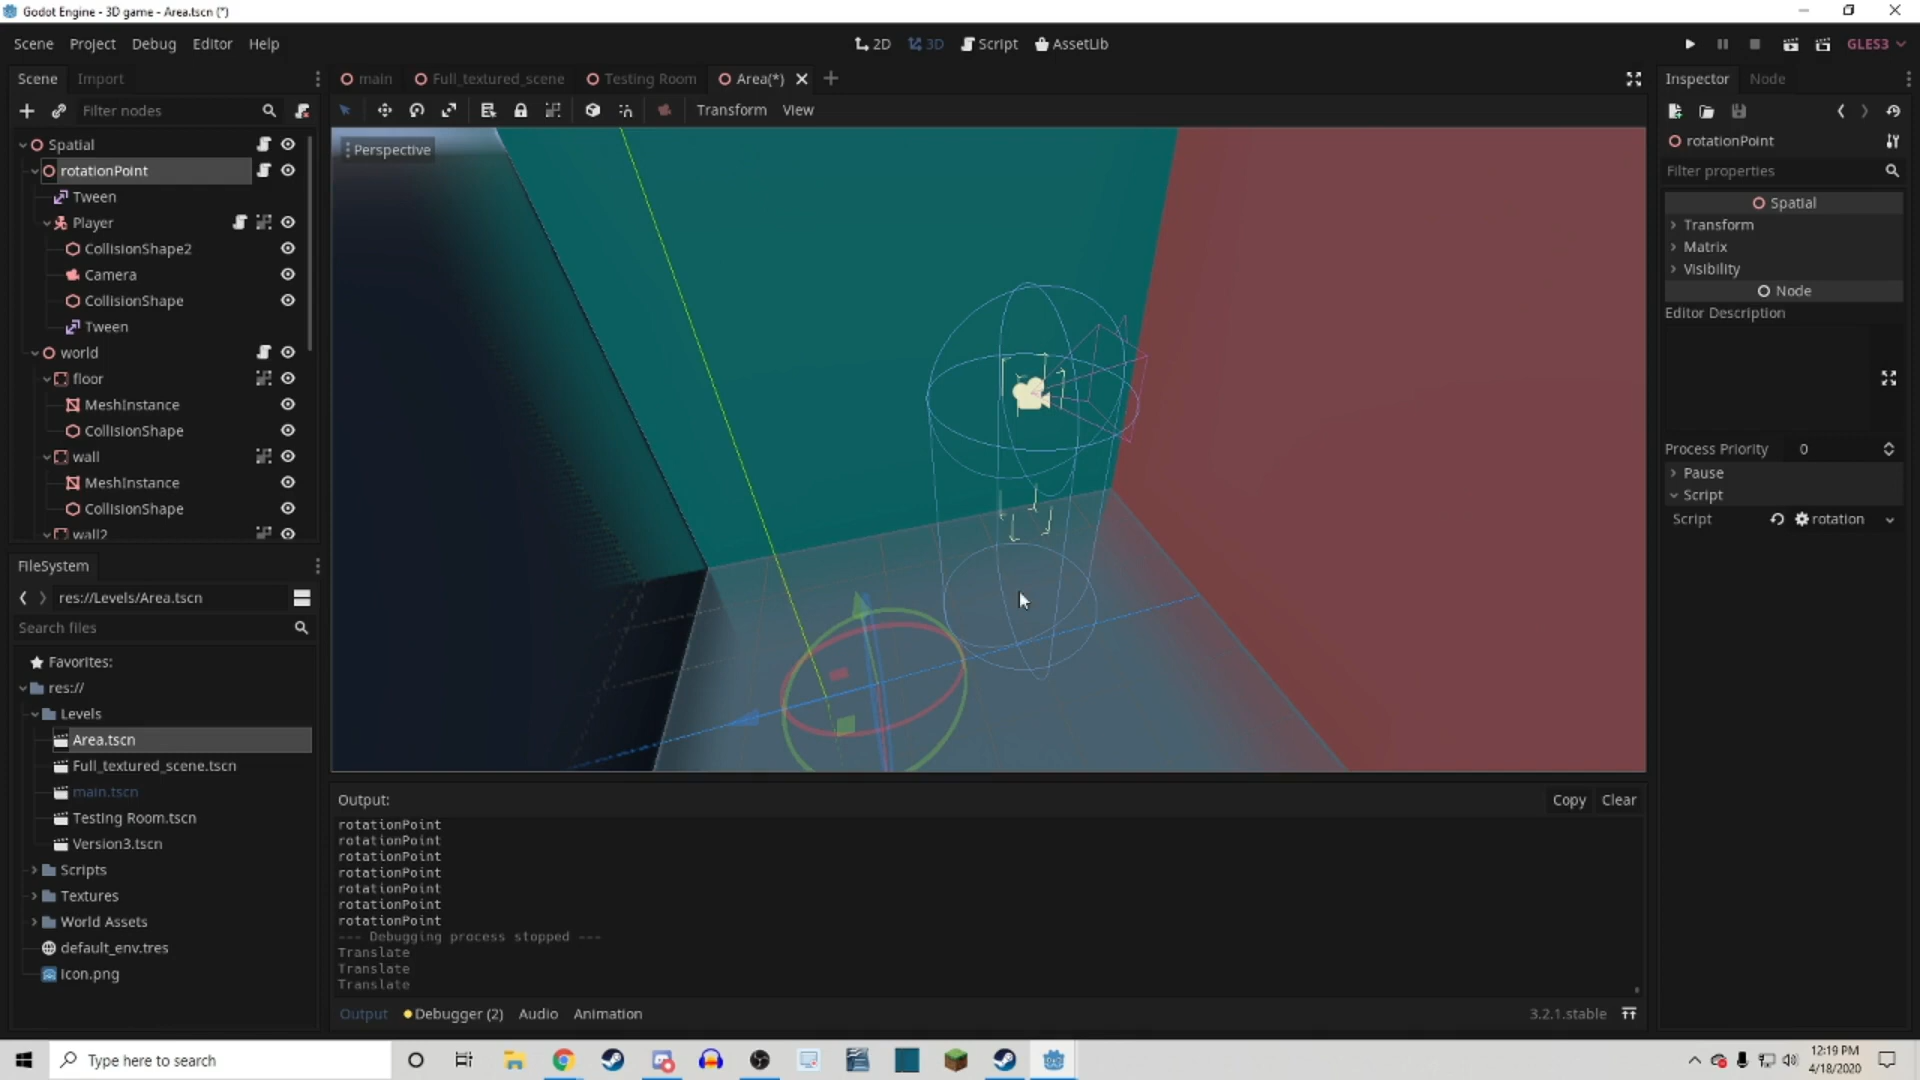 Godot Engine - 3D game - Area.tscn (*)
Scene Project Debug Editor Help
2D 3D Script AssetLib
GLES3
Scene Import
main Full_textured_scene Testing Room Area(*)
Inspector Node
Filter nodes
Transform View
Spatial
rotationPoint
Tween
Player
CollisionShape2
Camera
CollisionShape
Tween
world
floor
MeshInstance
CollisionShape
wall
MeshInstance
CollisionShape
wall2
Perspective
rotationPoint
Filter properties
Spatial
Transform
Matrix
Visibility
Node
Editor Description
Process Priority 0
Pause
Script
Script rotation
FileSystem
res://Levels/Area.tscn
Search files
Favorites:
res://
Levels
Area.tscn
Full_textured_scene.tscn
main.tscn
Testing Room.tscn
Version3.tscn
Scripts
Textures
World Assets
default_env.tres
icon.png
Output:
Copy Clear
rotationPoint
rotationPoint
rotationPoint
rotationPoint
rotationPoint
rotationPoint
rotationPoint
--- Debugging process stopped ---
Translate
Translate
Translate
Output Debugger (2) Audio Animation
3.2.1.stable
Type here to search
12:19 PM
4/18/2020